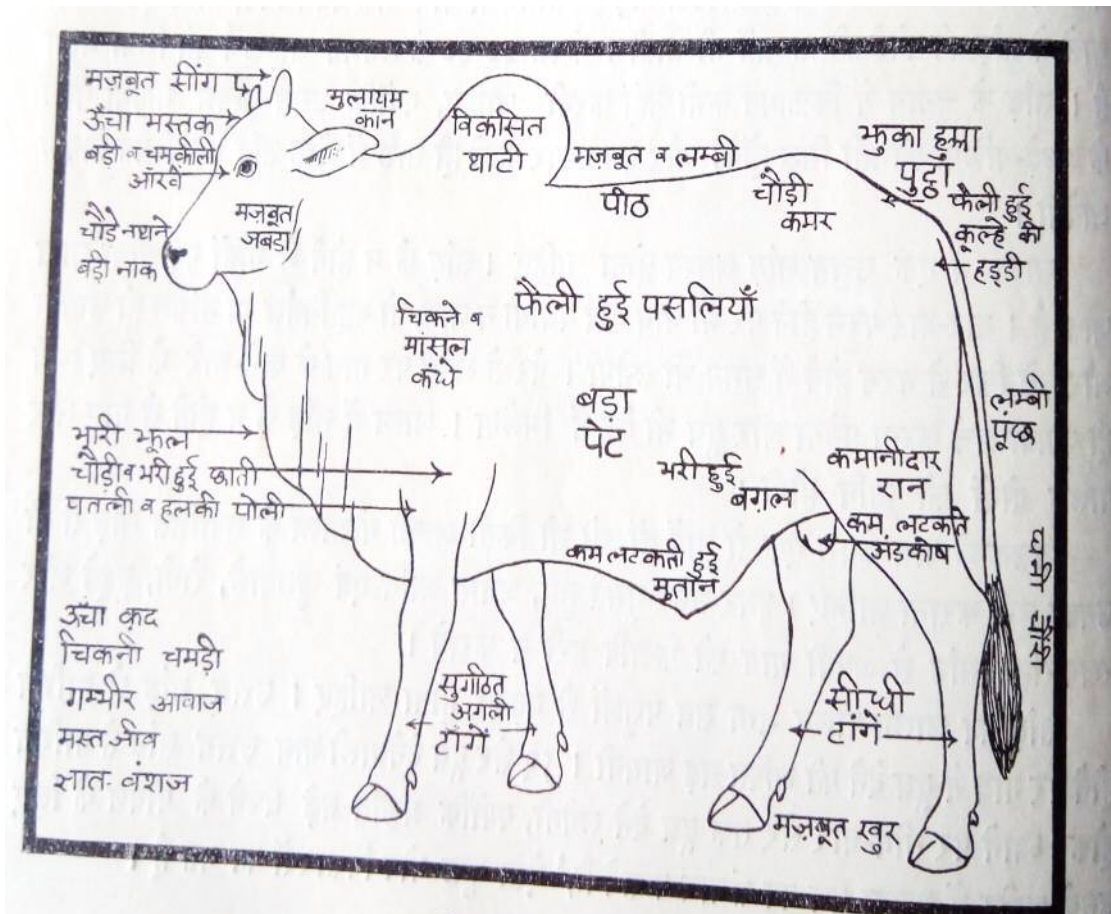 मज़बूत सींग
ऊंचा मस्तक
बड़ी व चमकीली
आंखें
चौड़े नथने
बड़ी नाक
मुलायम
कान
मज़बूत
जबड़ा
विकसित
थाटी
मज़बूत व लम्बी
पीठ
चौड़ी
कमर
झुका हुआ
पुट्ठा
फैली हुई
कूल्हे की
हड्डी
चिकने व
मांसल
कंधे
फैली हुई पसलियाँ
बड़ा
पेट
लम्बी
पूंछ
भारी झूल
चौड़ी व भरी हुई छाती
पतली व हलकी पोली
भरी हुई
बग़ल
कमानीदार
रान
कम लटकते
अंडकोष
कम लटकती हुई
मुतान
घनी
ऊंचा कद
चिकनी चमड़ी
गम्भीर आवाज
मस्त
सुगठित
अगली
टाँगें
सीधी
टांगें
मज़बूत खुर